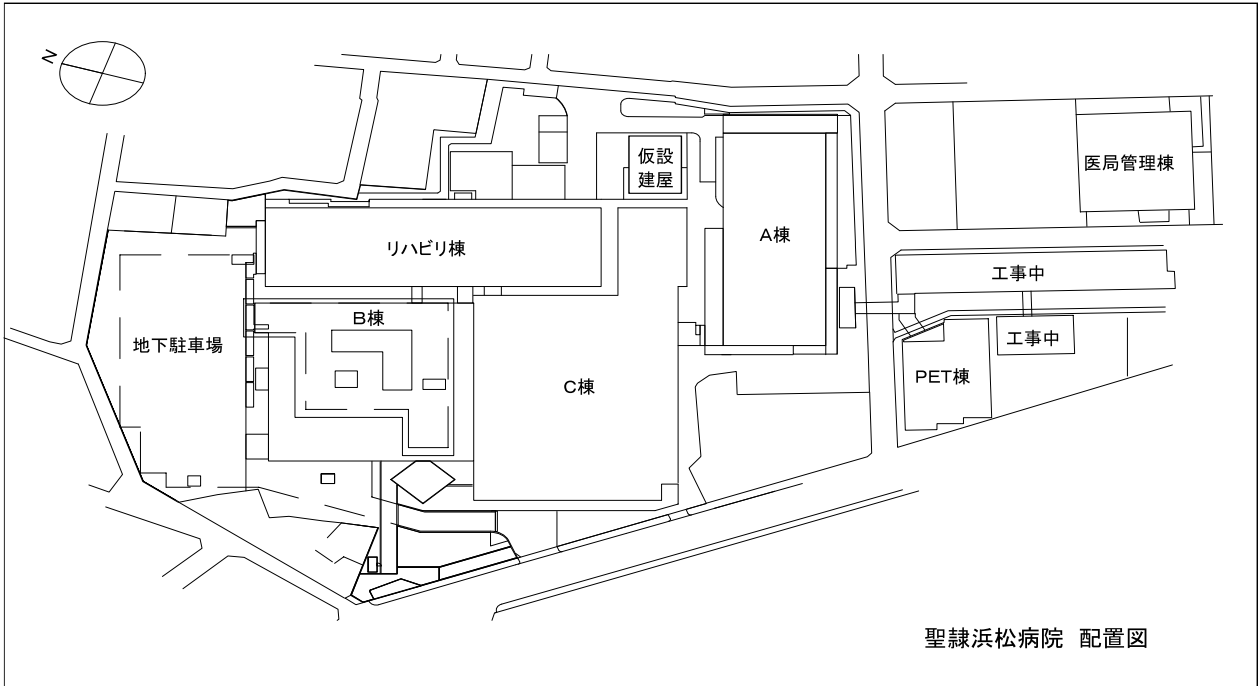 N
仮設
建屋
医局管理棟
A棟
リハビリ棟
工事中
B棟
地下駐車場
工事中
PET棟
C棟
聖隷浜松病院 配置図